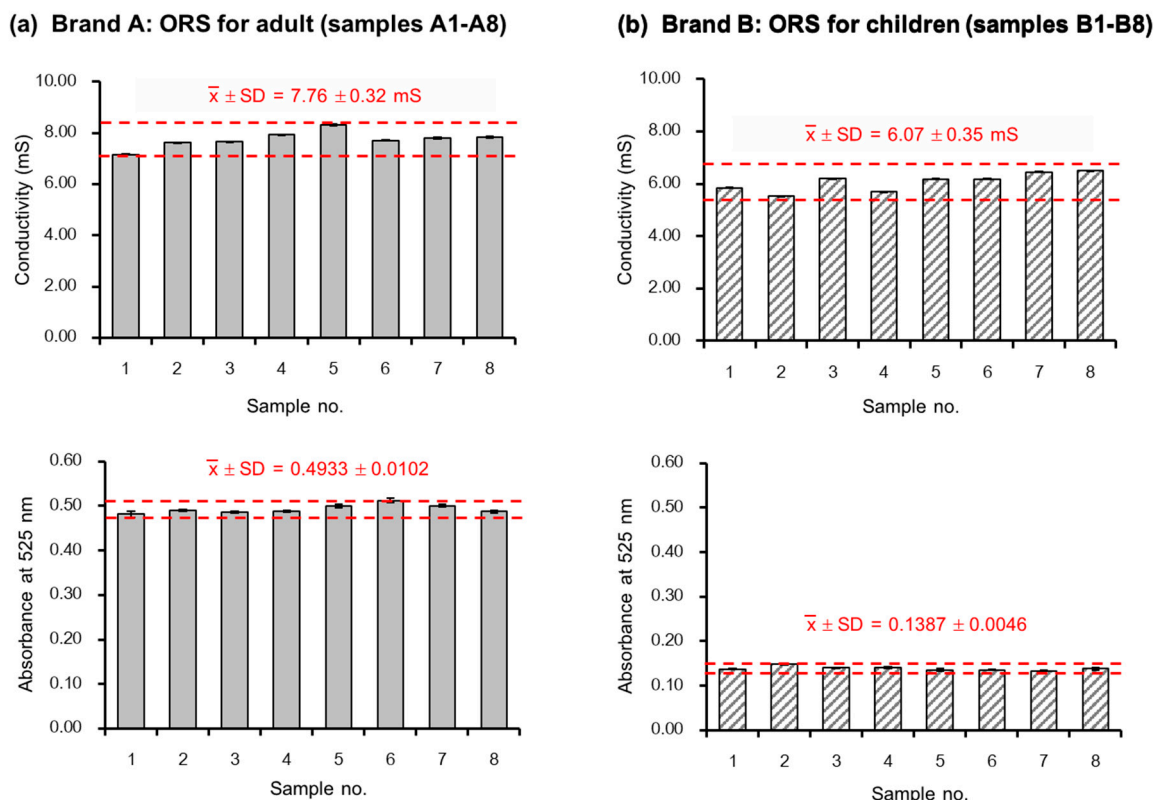 (a) Brand A: ORS for adult (samples A1-A8)
10.00
8.00
6.00
4.00
2.00
0.00
Conductivity (mS)
x̅ ± SD = 7.76 ± 0.32 mS
1 2 3 4 5 6 7 8
Sample no.
(b) Brand B: ORS for children (samples B1-B8)
10.00
8.00
6.00
4.00
2.00
0.00
Conductivity (mS)
x̅ ± SD = 6.07 ± 0.35 mS
1 2 3 4 5 6 7 8
Sample no.
0.60
0.50
0.40
0.30
0.20
0.10
0.00
Absorbance at 525 nm
x̅ ± SD = 0.4933 ± 0.0102
1 2 3 4 5 6 7 8
Sample no.
0.60
0.50
0.40
0.30
0.20
0.10
0.00
Absorbance at 525 nm
x̅ ± SD = 0.1387 ± 0.0046
1 2 3 4 5 6 7 8
Sample no.